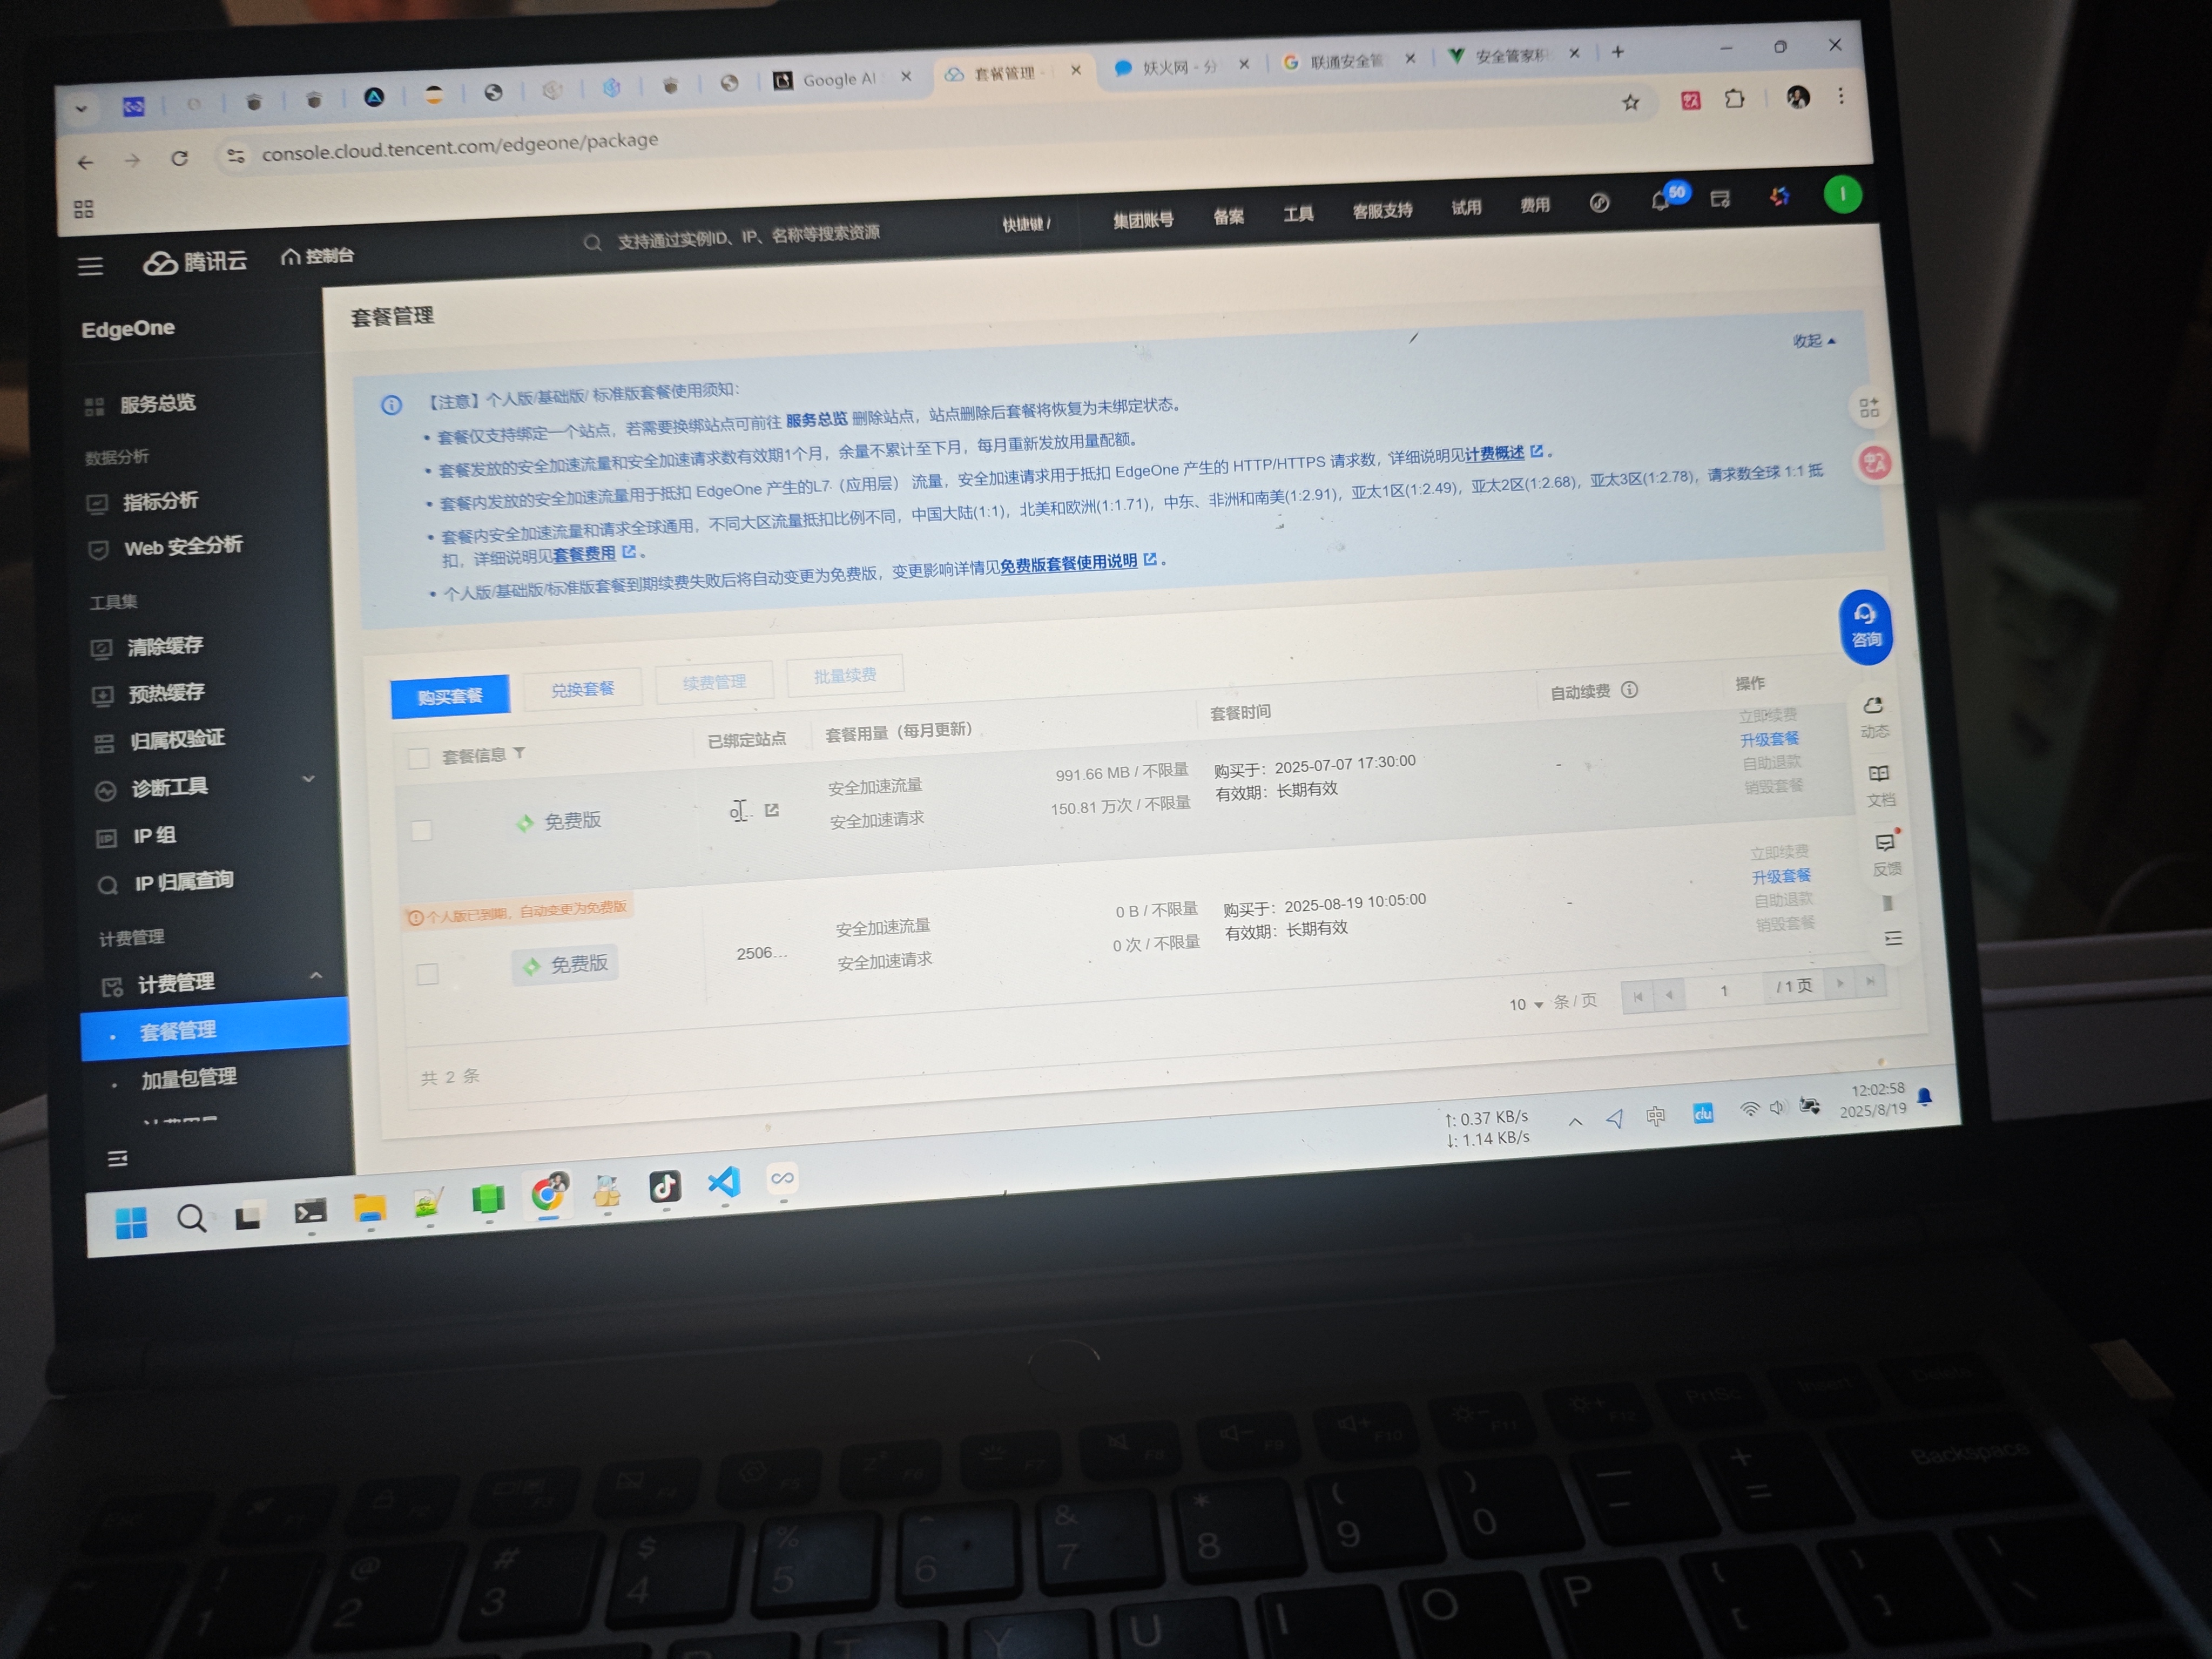 Google AI
套餐管理 -
妖火网 - 分
联通安全管
安全管家积
console.cloud.tencent.com/edgeone/package
腾讯云
控制台
支持通过实例ID、IP、名称等搜索资源
快捷键 /
集团账号
备案
工具
客服支持
试用
费用
50
I
EdgeOne
服务总览
数据分析
指标分析
Web 安全分析
工具集
清除缓存
预热缓存
归属权验证
诊断工具
IP 组
IP 归属查询
计费管理
计费管理
套餐管理
加量包管理
套餐管理
收起
【注意】个人版/基础版/ 标准版套餐使用须知：
• 套餐仅支持绑定一个站点，若需要换绑站点可前往 服务总览 删除站点，站点删除后套餐将恢复为未绑定状态。
• 套餐发放的安全加速流量和安全加速请求数有效期1个月，余量不累计至下月，每月重新发放用量配额。
• 套餐内发放的安全加速流量用于抵扣 EdgeOne 产生的L7（应用层） 流量，安全加速请求用于抵扣 EdgeOne 产生的 HTTP/HTTPS 请求数，详细说明见计费概述 。
• 套餐内安全加速流量和请求全球通用，不同大区流量抵扣比例不同，中国大陆(1:1)，北美和欧洲(1:1.71)，中东、非洲和南美(1:2.91)，亚太1区(1:2.49)，亚太2区(1:2.68)，亚太3区(1:2.78)，请求数全球 1:1 抵
扣，详细说明见套餐费用 。
• 个人版/基础版/标准版套餐到期续费失败后将自动变更为免费版，变更影响详情见免费版套餐使用说明 。
购买套餐
兑换套餐
续费管理
批量续费
套餐信息
已绑定站点
套餐用量（每月更新）
套餐时间
自动续费
操作
免费版
安全加速流量
991.66 MB / 不限量
安全加速请求
150.81 万次 / 不限量
购买于：2025-07-07 17:30:00
有效期：长期有效
-
立即续费
升级套餐
自助退款
销毁套餐
个人版已到期，自动变更为免费版
免费版
2506...
安全加速流量
0 B / 不限量
安全加速请求
0 次 / 不限量
购买于：2025-08-19 10:05:00
有效期：长期有效
-
立即续费
升级套餐
自助退款
销毁套餐
共 2 条
10 条 / 页
1
/ 1 页
咨询
动态
文档
反馈
↑: 0.37 KB/s
↓: 1.14 KB/s
中
du
12:02:58
2025/8/19
F5
F6
F7
F8
F9
F10
F11
F12
PrtSc
Insert
Delete
Backspace
! 1
@ 2
# 3
$ 4
% 5
^ 6
& 7
* 8
( 9
) 0
+ =
T
Y
U
I
O
P